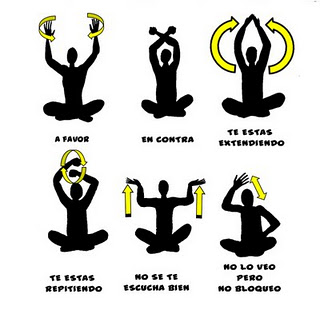 A FAVOR
EN CONTRA
TE ESTAS
EXTENDIENDO
TE ESTAS
REPITIENDO
NO SE TE
ESCUCHA BIEN
NO LO VEO
PERO
NO BLOQUEO